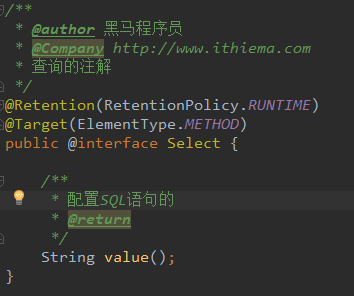 /**
* @author 黑马程序员
* @Company http://www.ithiema.com
* 查询的注解
*/
@Retention(RetentionPolicy.RUNTIME)
@Target(ElementType.METHOD)
public @interface Select {
/**
* 配置SQL语句的
* @return
*/
String value();
}